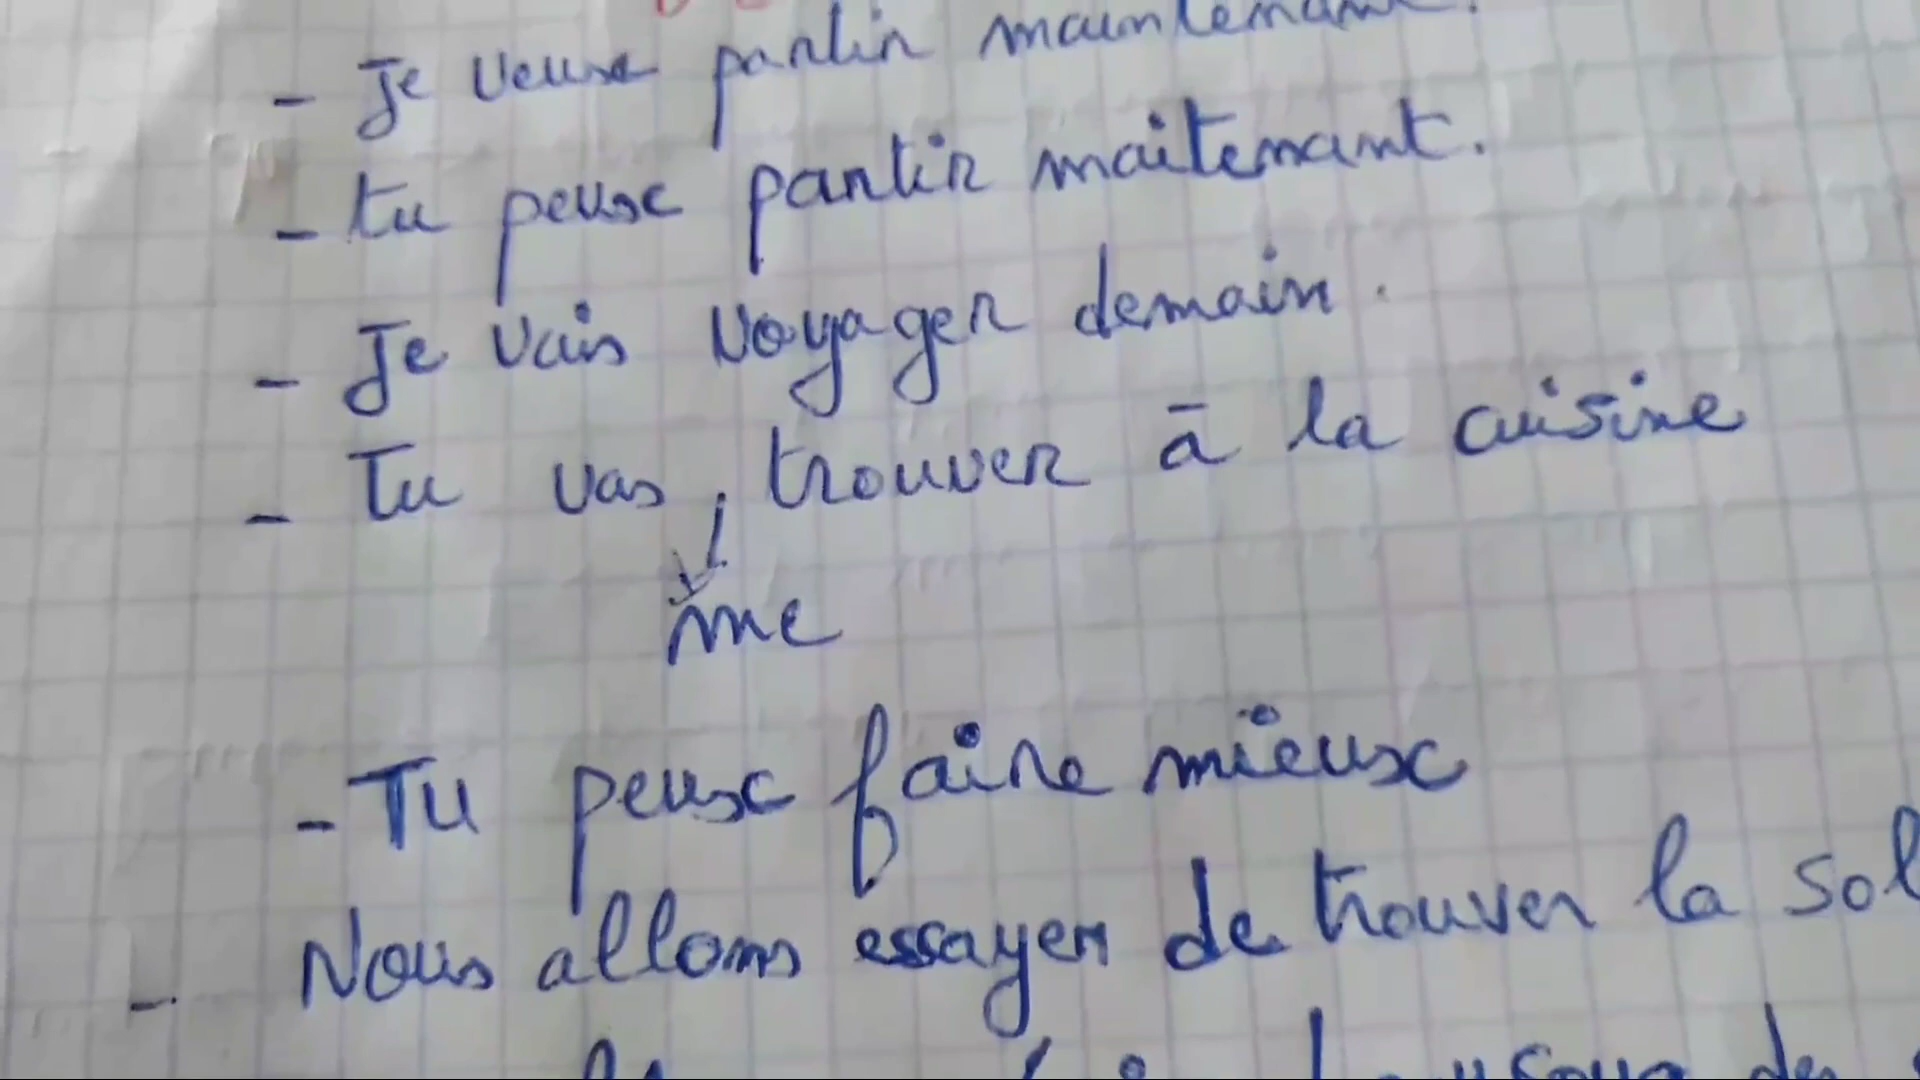 - Je veux partir maintenant.
- tu peux partir maitenant.
- Je vais voyager demain.
- Tu vas, trouver à la cuisine
me
- Tu peux faire mieux
- Nous allons essayer de trouver la sol